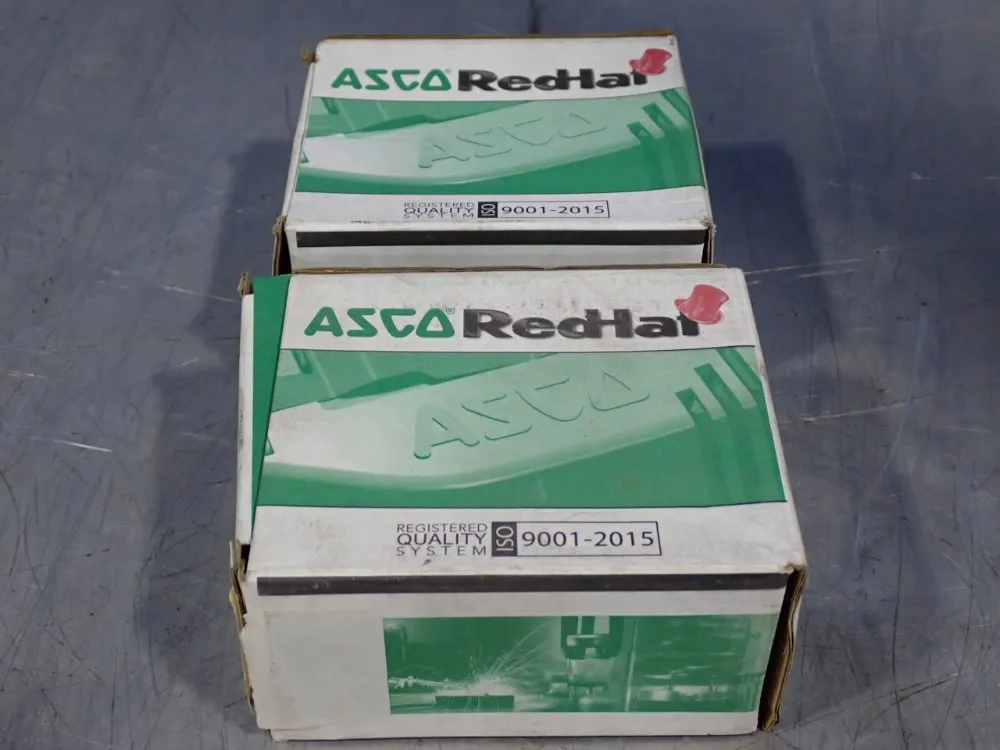 ASCO® RedHat
ASCO
REGISTERED
QUALITY
SYSTEM
ISO 9001-2015
ASCO® RedHat
ASCO
REGISTERED
QUALITY
SYSTEM
ISO 9001-2015